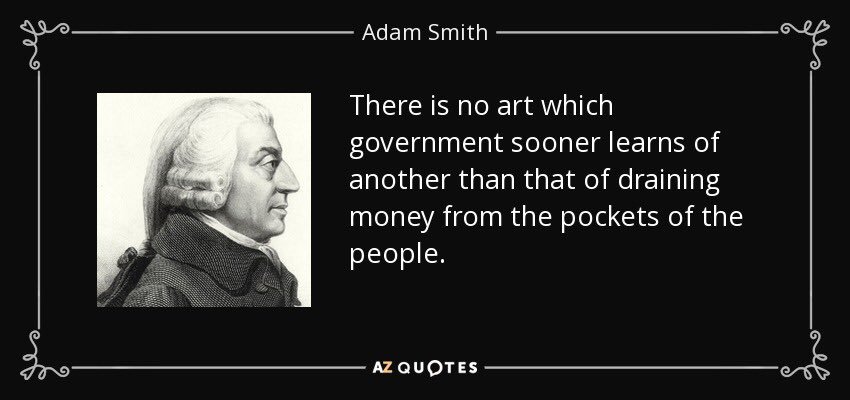 Adam Smith
There is no art which
government sooner learns of
another than that of draining
money from the pockets of the
people.
AZ QUOTES